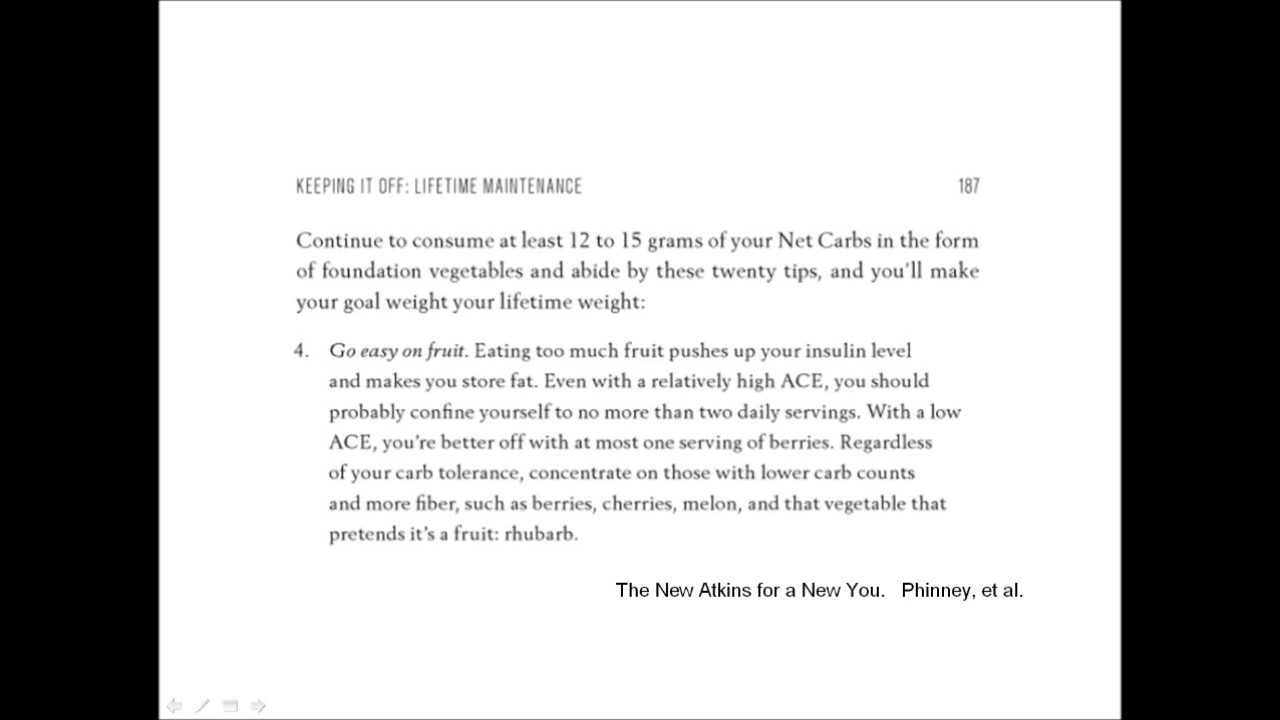 KEEPING IT OFF: LIFETIME MAINTENANCE 187
Continue to consume at least 12 to 15 grams of your Net Carbs in the form
of foundation vegetables and abide by these twenty tips, and you'll make
your goal weight your lifetime weight:
4. Go easy on fruit. Eating too much fruit pushes up your insulin level
and makes you store fat. Even with a relatively high ACE, you should
probably confine yourself to no more than two daily servings. With a low
ACE, you're better off with at most one serving of berries. Regardless
of your carb tolerance, concentrate on those with lower carb counts
and more fiber, such as berries, cherries, melon, and that vegetable that
pretends it's a fruit: rhubarb.
The New Atkins for a New You. Phinney, et al.